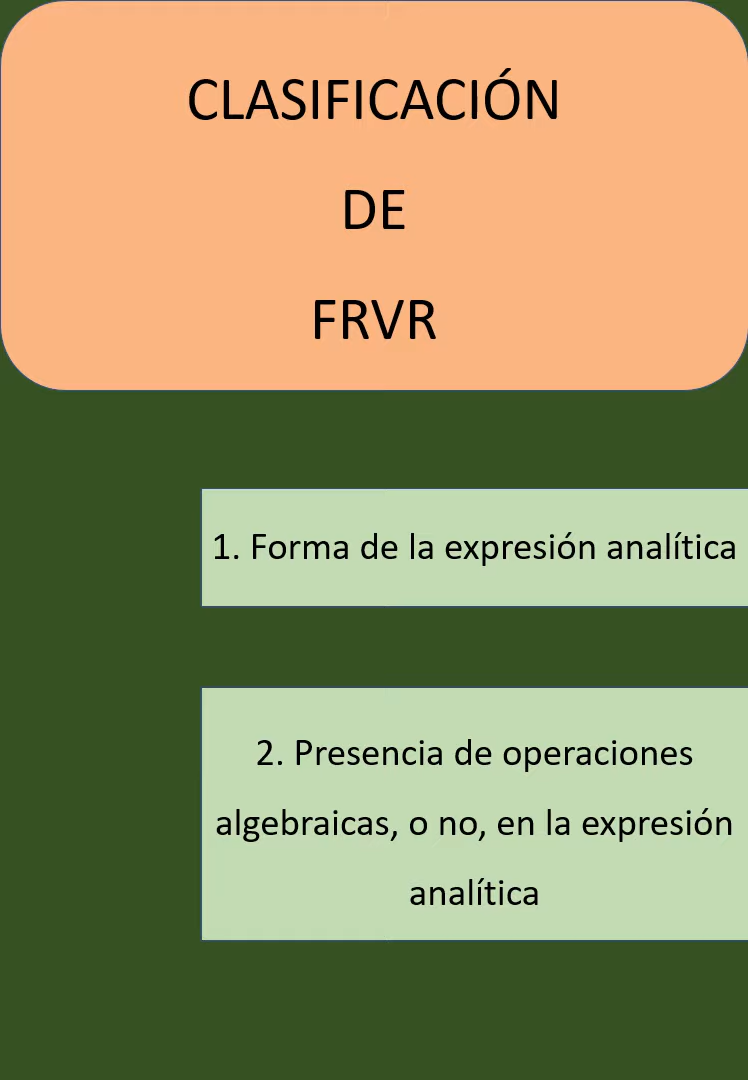 CLASIFICACIÓN
DE
FRVR
1. Forma de la expresión analítica
2. Presencia de operaciones
algebraicas, o no, en la expresión
analítica